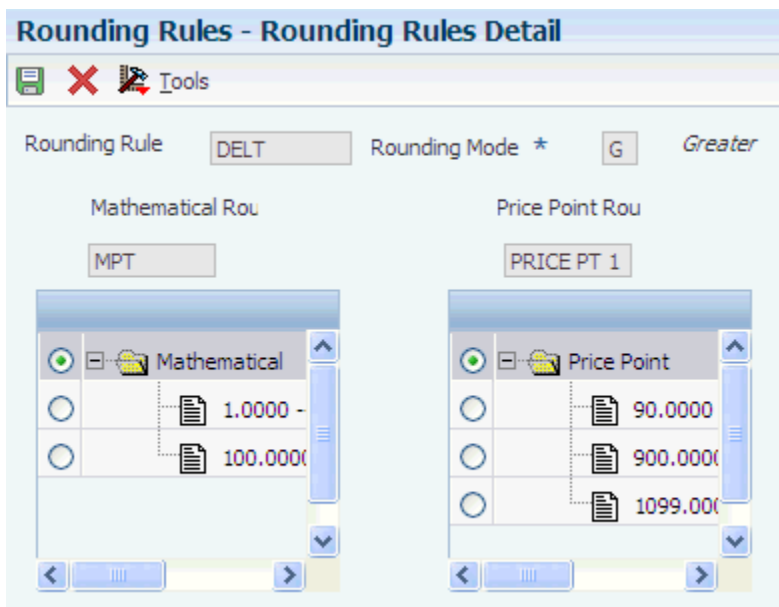 Rounding Rules - Rounding Rules Detail
Tools
Rounding Rule DELT Rounding Mode * G Greater
Mathematical Rou Price Point Rou
MPT PRICE PT 1
Mathematical Price Point
1.0000 - 90.0000
100.0000 900.0000
1099.000